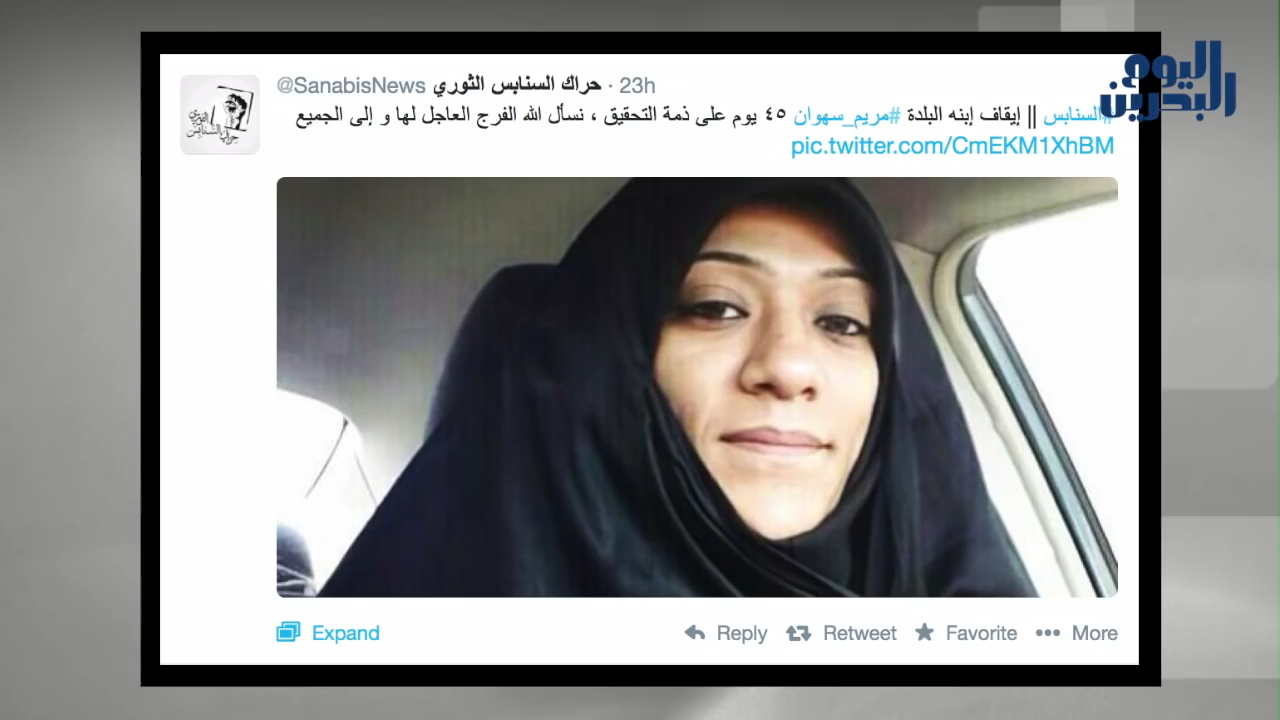 اليوم
البحرين
@SanabisNews حراك السنابس الثوري · 23h
#السنابس || إيقاف إبنه البلدة #مريم_سهوان ٤٥ يوم على ذمة التحقيق ، نسأل الله الفرج العاجل لها و إلى الجميع
pic.twitter.com/CmEKM1XhBM
Expand
Reply
Retweet
Favorite
More